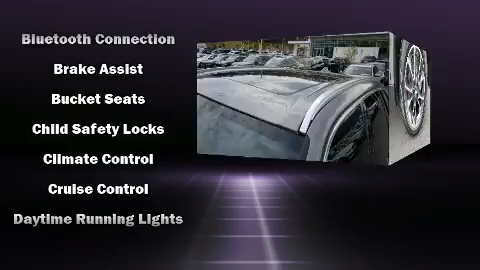 Bluetooth Connection
Brake Assist
Bucket Seats
Child Safety Locks
Climate Control
Cruise Control
Daytime Running Lights